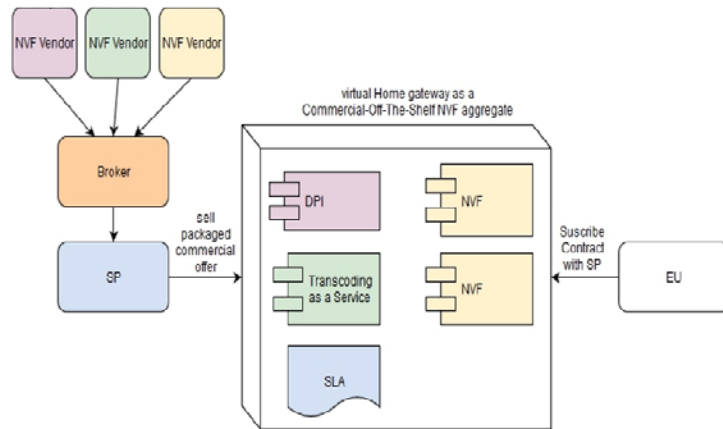 NVF Vendor
NVF Vendor
NVF Vendor
virtual Home gateway as a
Commercial-Off-The-Shelf NVF aggregate
Broker
DPI
NVF
sell
packaged
commercial
offer
Suscribe
Contract
with SP
SP
Transcoding
as a Service
NVF
EU
SLA